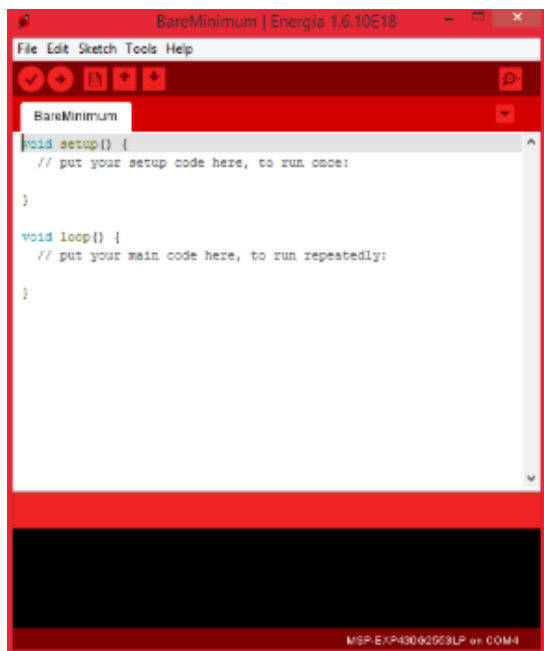 BareMinimum | Energia 1.6.10E18
File Edit Sketch Tools Help
BareMinimum
void setup() {
// put your setup code here, to run once:
}
void loop() {
// put your main code here, to run repeatedly:
}
MSP-EXP430G2553LP on COM4